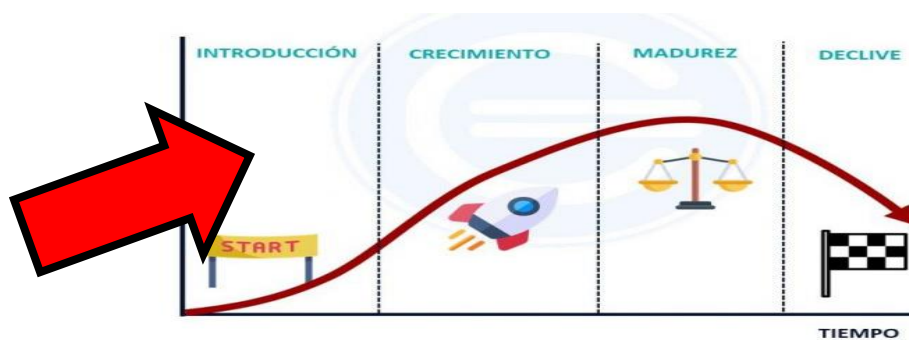 INTRODUCCIÓN CRECIMIENTO MADUREZ DECLIVE
START
TIEMPO